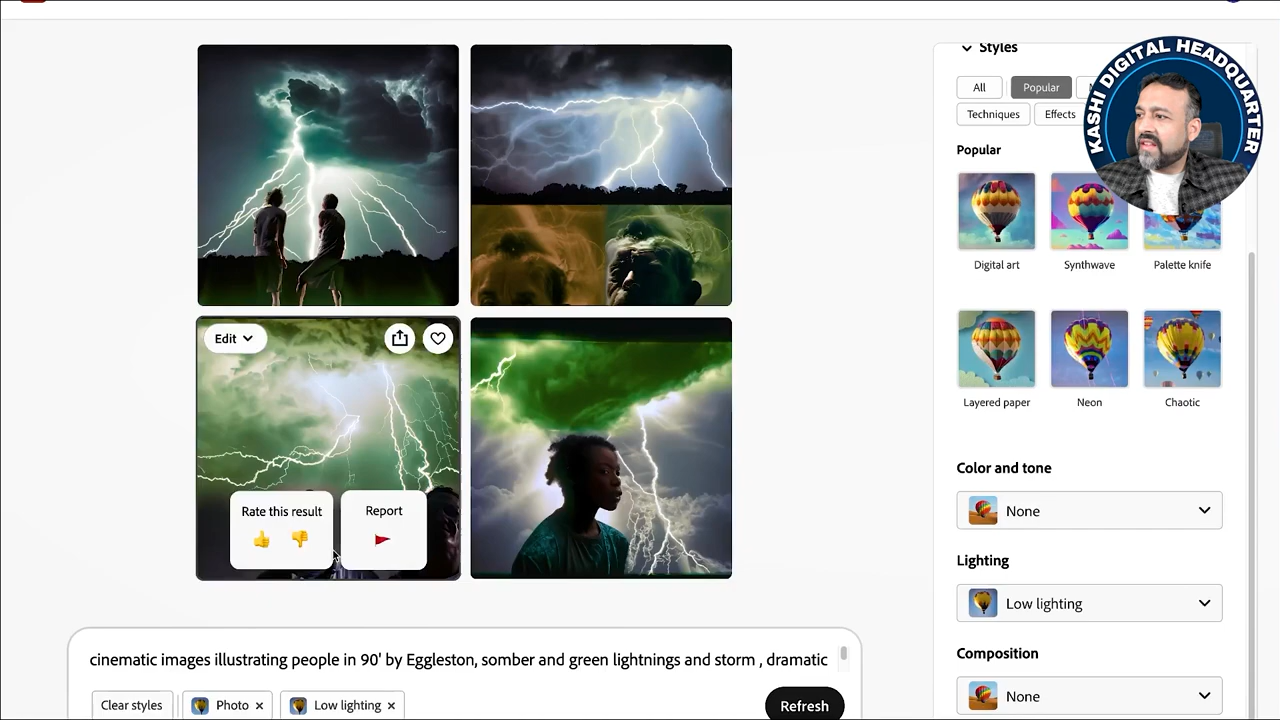 Styles
All
Popular
Techniques
Effects
KASHI DIGITAL HEADQUARTER
Popular
Digital art
Synthwave
Palette knife
Layered paper
Neon
Chaotic
Edit
Rate this result
Report
Color and tone
None
Lighting
Low lighting
Composition
None
cinematic images illustrating people in 90' by Eggleston, somber and green lightnings and storm , dramatic
Clear styles
Photo ×
Low lighting ×
Refresh